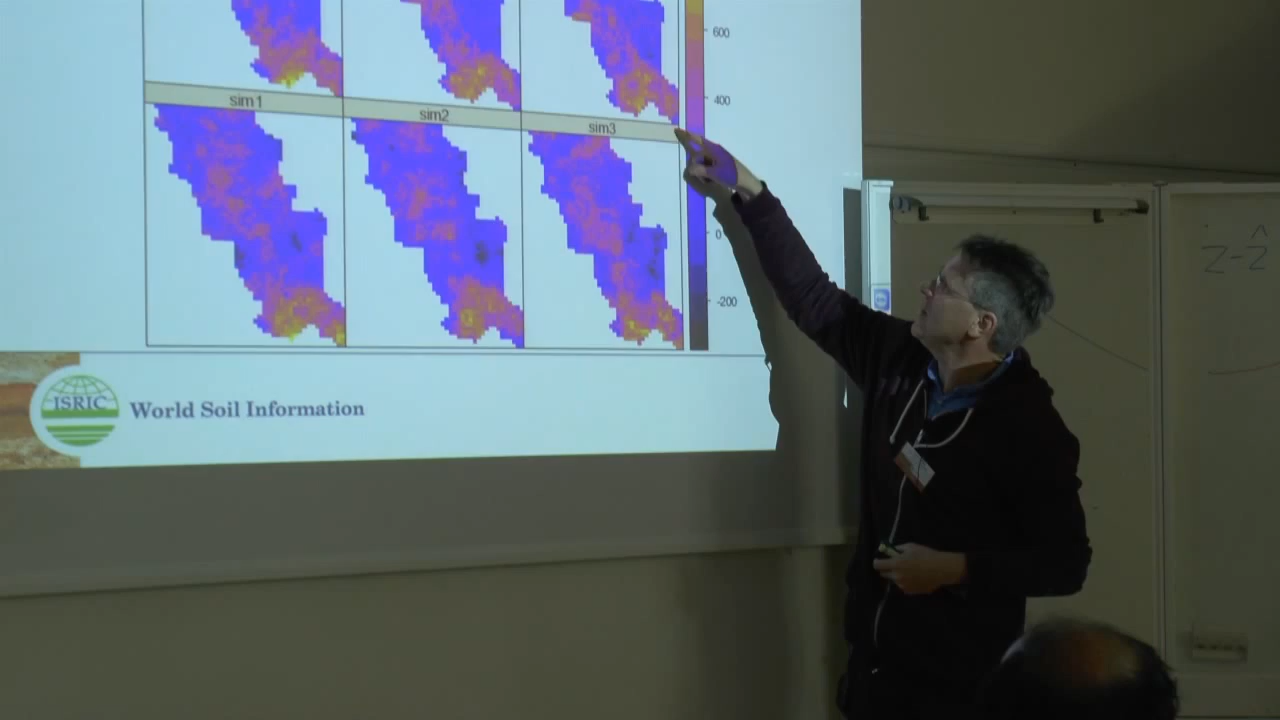 600
400
sim1
sim2
sim3
0
-200
z-ẑ
ISRIC
World Soil Information